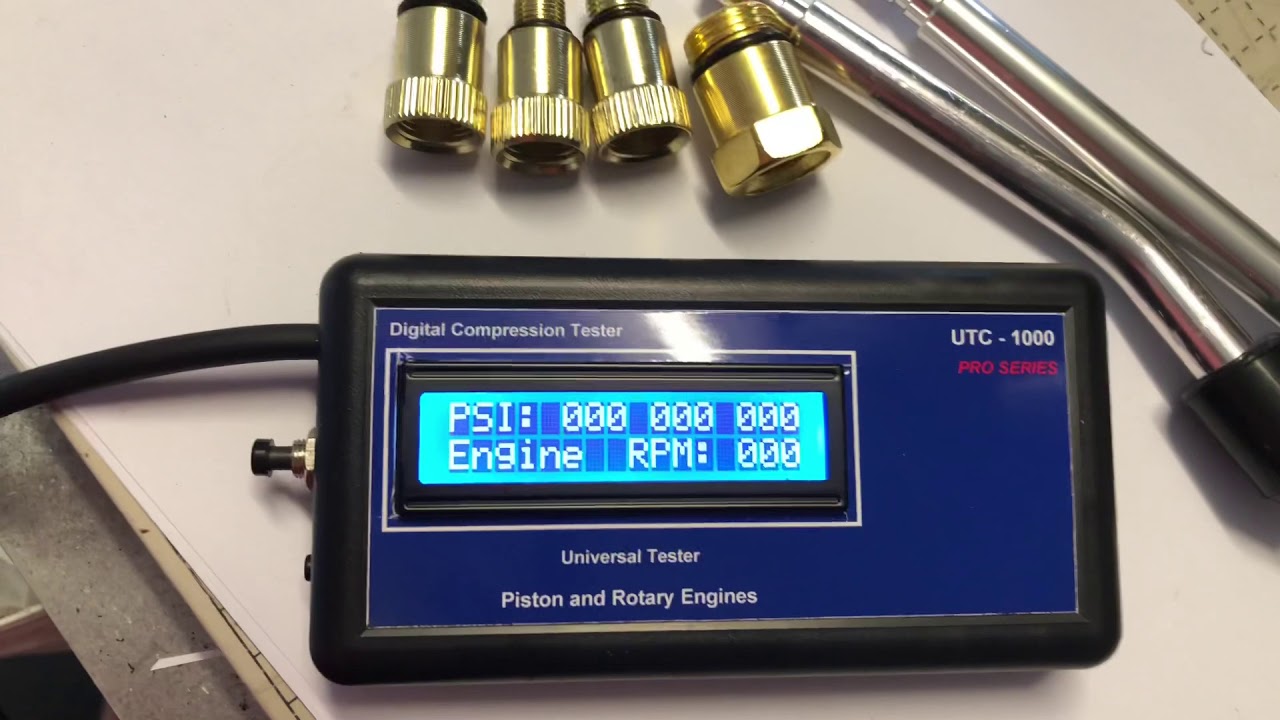 Digital Compression Tester
UTC - 1000
PRO SERIES
PSI: 000 000 000
Engine RPM: 000
Universal Tester
Piston and Rotary Engines